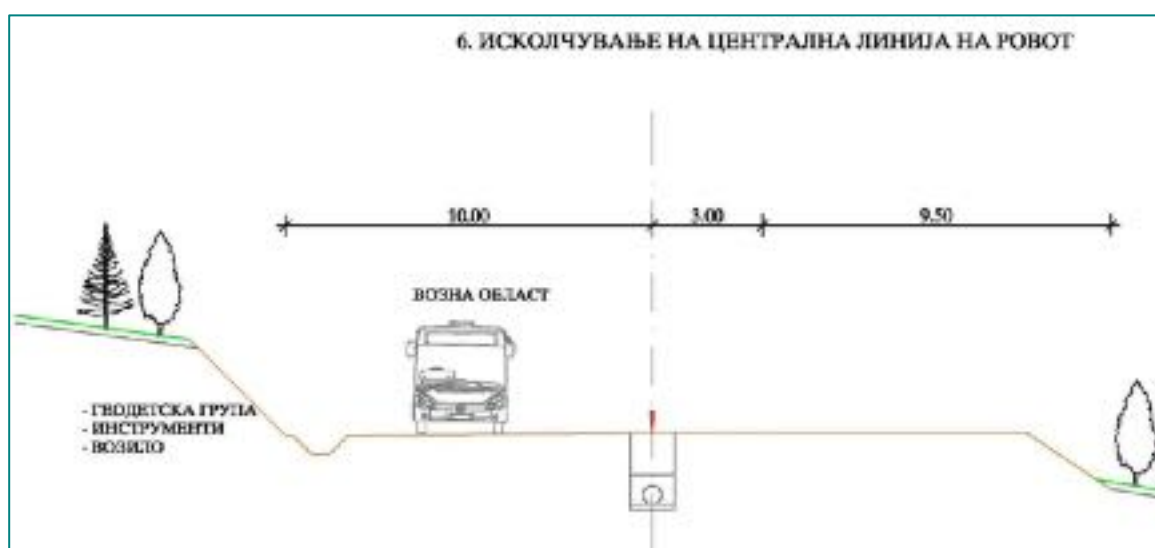 6. ИСКОЛЧУВАЊЕ НА ЦЕНТРАЛНА ЛИНИЈА НА РОВОТ
10.00
3.00
9.50
ВОЗНА ОБЛАСТ
- ГЕОДЕТСКА ГРУПА
- ИНСТРУМЕНТИ
- ВОЗИЛО